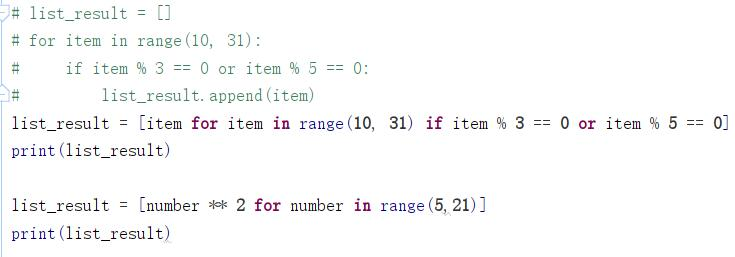 # list_result = []
# for item in range(10, 31):
#     if item % 3 == 0 or item % 5 == 0:
#         list_result.append(item)
list_result = [item for item in range(10, 31) if item % 3 == 0 or item % 5 == 0]
print(list_result)
list_result = [number ** 2 for number in range(5,21)]
print(list_result)